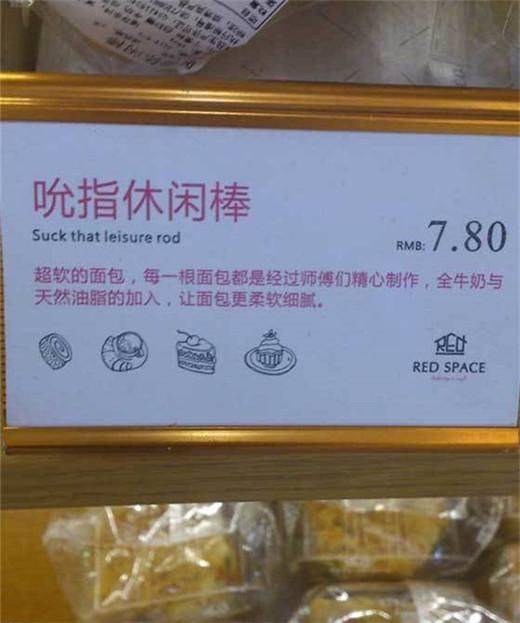 吮指休闲棒
Suck that leisure rod
RMB: 7.80
超软的面包，每一根面包都是经过师傅们精心制作，全牛奶与
天然油脂的加入，让面包更柔软细腻。
RED
RED SPACE